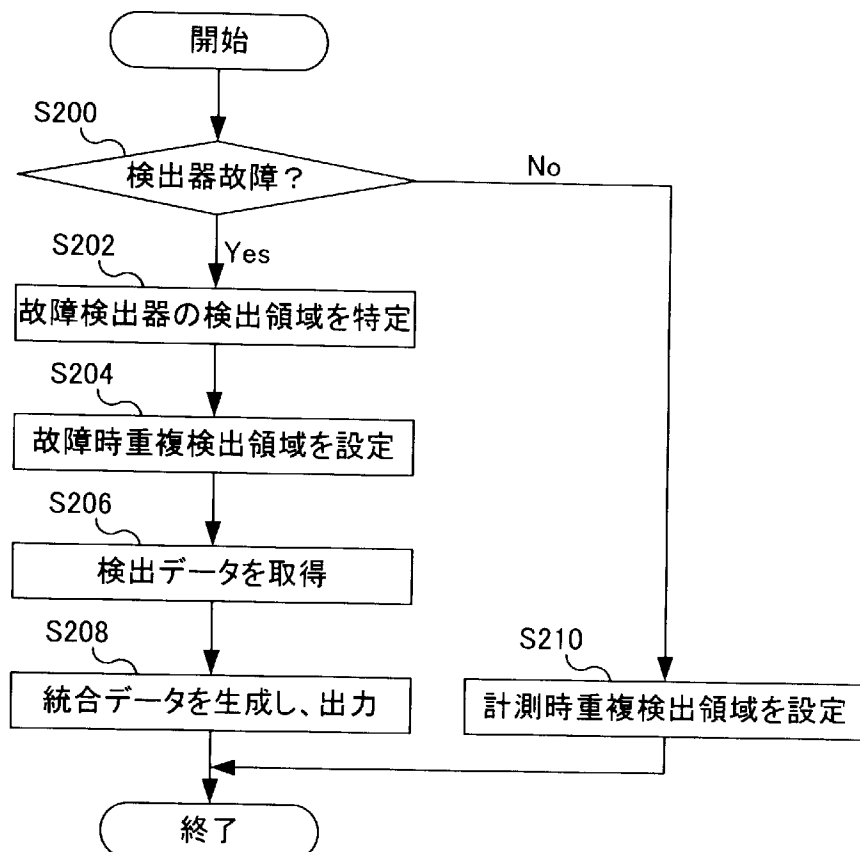 開始
S200
検出器故障?
No
Yes
S202
故障検出器の検出領域を特定
S204
故障時重複検出領域を設定
S206
検出データを取得
S208
統合データを生成し、出力
S210
計測時重複検出領域を設定
終了